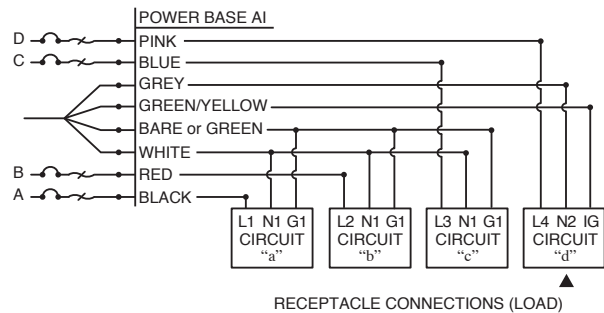 POWER BASE AI
D PINK
C BLUE
GREY
GREEN/YELLOW
BARE or GREEN
WHITE
B RED
A BLACK
L1 N1 G1 L2 N1 G1 L3 N1 G1 L4 N2 IG
CIRCUIT CIRCUIT CIRCUIT CIRCUIT
“a” “b” “c” “d”
RECEPTACLE CONNECTIONS (LOAD)